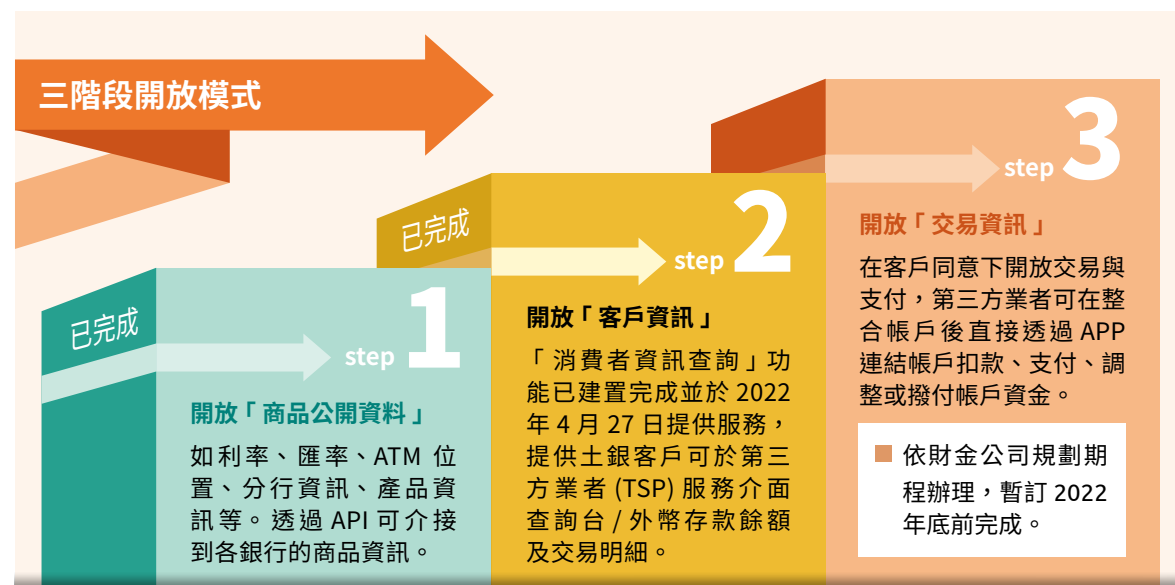 三階段開放模式
已完成
step 1
開放「商品公開資料」
如利率、匯率、ATM 位
置、分行資訊、產品資
訊等。透過 API 可介接
到各銀行的商品資訊。
已完成
step 2
開放「客戶資訊」
「消費者資訊查詢」功
能已建置完成並於 2022
年 4 月 27 日提供服務，
提供土銀客戶可於第三
方業者 (TSP) 服務介面
查詢台 / 外幣存款餘額
及交易明細。
step 3
開放「交易資訊」
在客戶同意下開放交易與
支付，第三方業者可在整
合帳戶後直接透過 APP
連結帳戶扣款、支付、調
整或撥付帳戶資金。
依財金公司規劃期
程辦理，暫訂 2022
年底前完成。